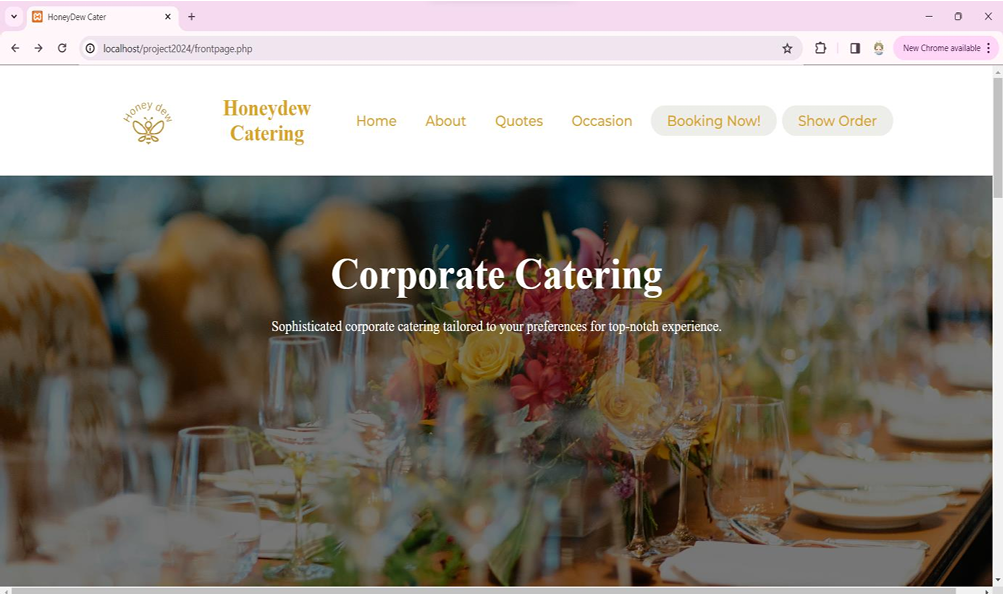 HoneyDew Cater
localhost/project2024/frontpage.php
New Chrome available
Honey dew
Honeydew
Catering
Home
About
Quotes
Occasion
Booking Now!
Show Order
Corporate Catering
Sophisticated corporate catering tailored to your preferences for top-notch experience.